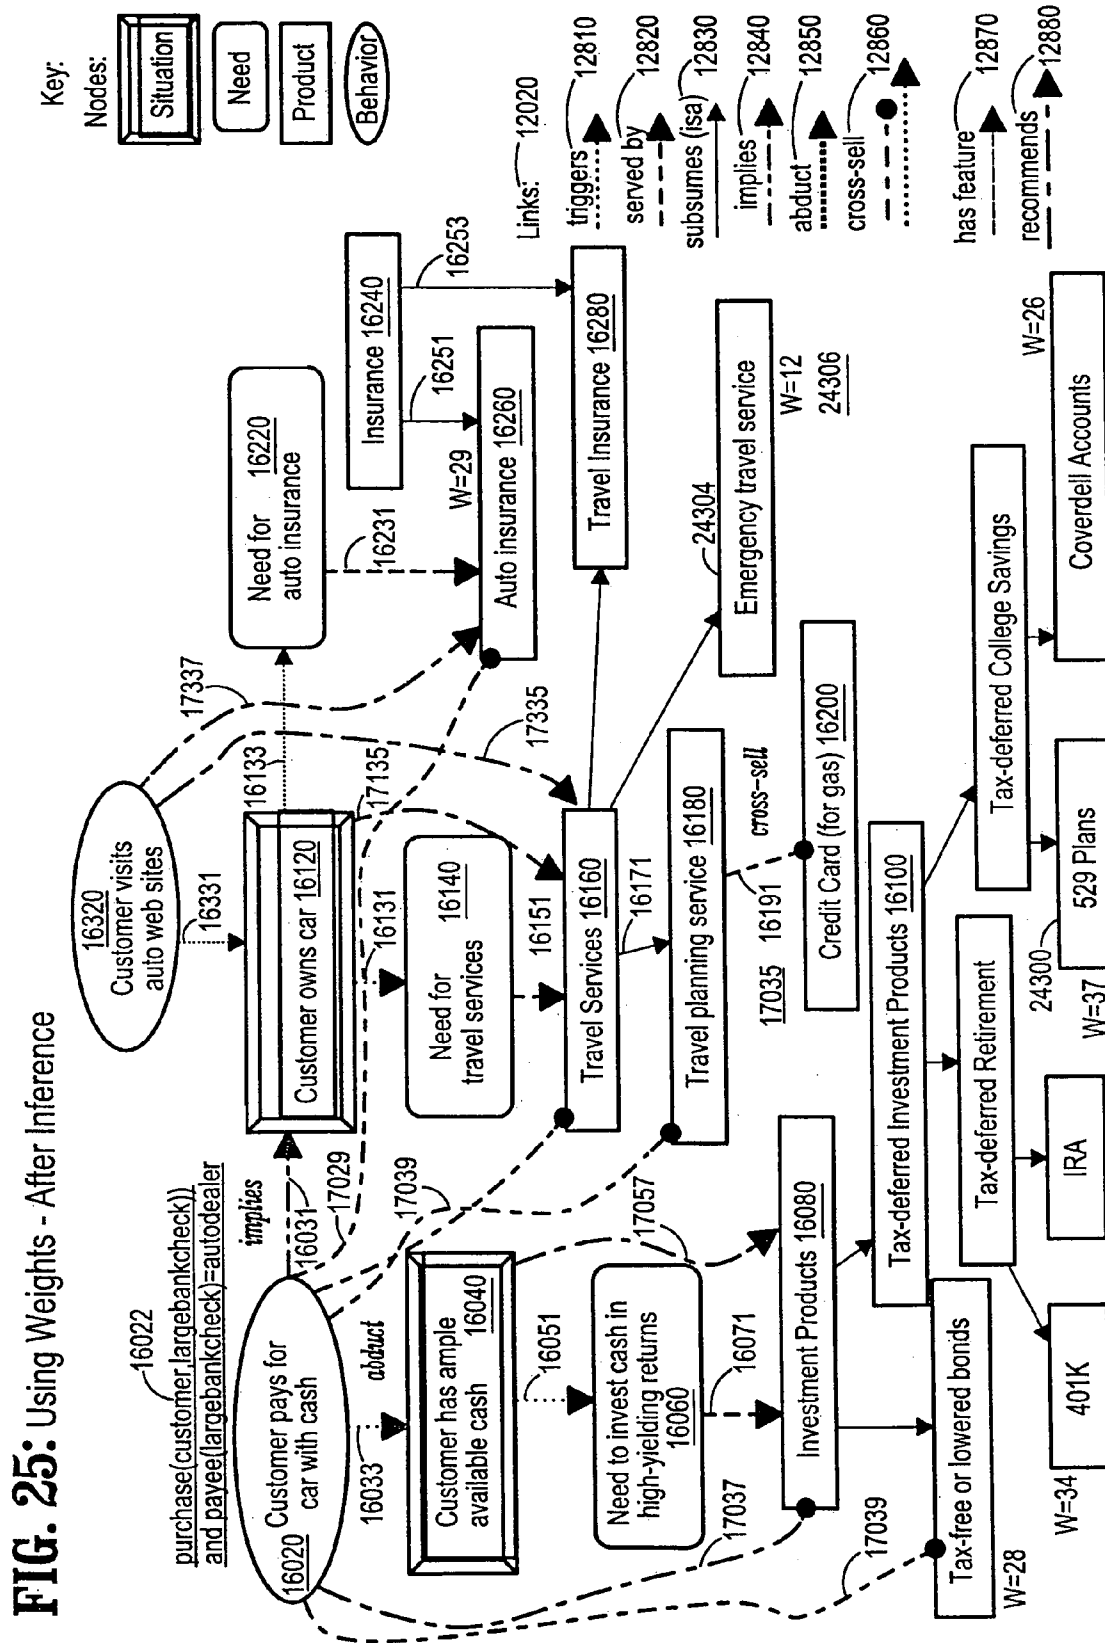 FIG. 25: Using Weights - After Inference
Key:
Nodes:
Situation
Need
Product
Behavior
Links: 12020
triggers 12810
served by 12820
subsumes (isa) 12830
implies 12840
abduct 12850
cross-sell 12860
has feature 12870
recommends 12880
16022
purchase(customer,largebankcheck))
and payee(largebankcheck)=autodealer
16020 Customer pays for
car with cash
implies
16031
17029
16033
abduct
17039
Customer has ample
available cash 16040
16051
17057
Need to invest cash in
high-yielding returns
16060
16071
17037
Investment Products 16080
17039
Tax-free or lowered bonds
W=28
16320
Customer visits
auto web sites
16331
17337
16133
Customer owns car 16120
17135
16131
17335
Need for 16140
travel services
16151
Travel Services 16160
16171
Travel planning service 16180
16191
cross-sell
17035
Credit Card (for gas) 16200
Need for 16220
auto insurance
16231
Insurance 16240
16251
16253
W=29
Auto insurance 16260
Travel Insurance 16280
24304
Emergency travel service
W=12
24306
Tax-deferred Investment Products 16100
Tax-deferred Retirement
Tax-deferred College Savings
401K
W=34
IRA
24300
529 Plans
W=37
Coverdell Accounts
W=26